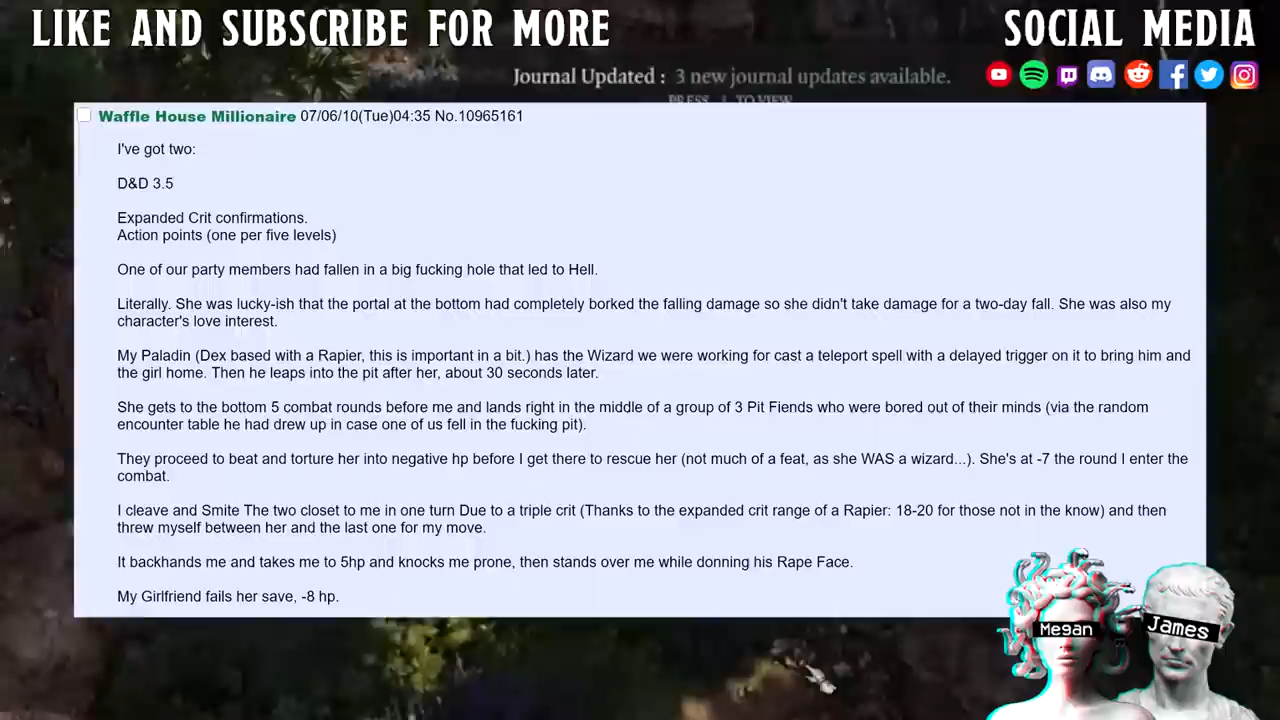 LIKE AND SUBSCRIBE FOR MORE
SOCIAL MEDIA
Journal Updated : 3 new journal updates available.
PRESS J TO VIEW
Waffle House Millionaire 07/06/10(Tue)04:35 No.10965161
I've got two:
D&D 3.5
Expanded Crit confirmations.
Action points (one per five levels)
One of our party members had fallen in a big fucking hole that led to Hell.
Literally. She was lucky-ish that the portal at the bottom had completely borked the falling damage so she didn't take damage for a two-day fall. She was also my
character's love interest.
My Paladin (Dex based with a Rapier, this is important in a bit.) has the Wizard we were working for cast a teleport spell with a delayed trigger on it to bring him and
the girl home. Then he leaps into the pit after her, about 30 seconds later.
She gets to the bottom 5 combat rounds before me and lands right in the middle of a group of 3 Pit Fiends who were bored out of their minds (via the random
encounter table he had drew up in case one of us fell in the fucking pit).
They proceed to beat and torture her into negative hp before I get there to rescue her (not much of a feat, as she WAS a wizard...). She's at -7 the round I enter the
combat.
I cleave and Smite The two closet to me in one turn Due to a triple crit (Thanks to the expanded crit range of a Rapier: 18-20 for those not in the know) and then
threw myself between her and the last one for my move.
It backhands me and takes me to 5hp and knocks me prone, then stands over me while donning his Rape Face.
My Girlfriend fails her save, -8 hp.
Megan
James